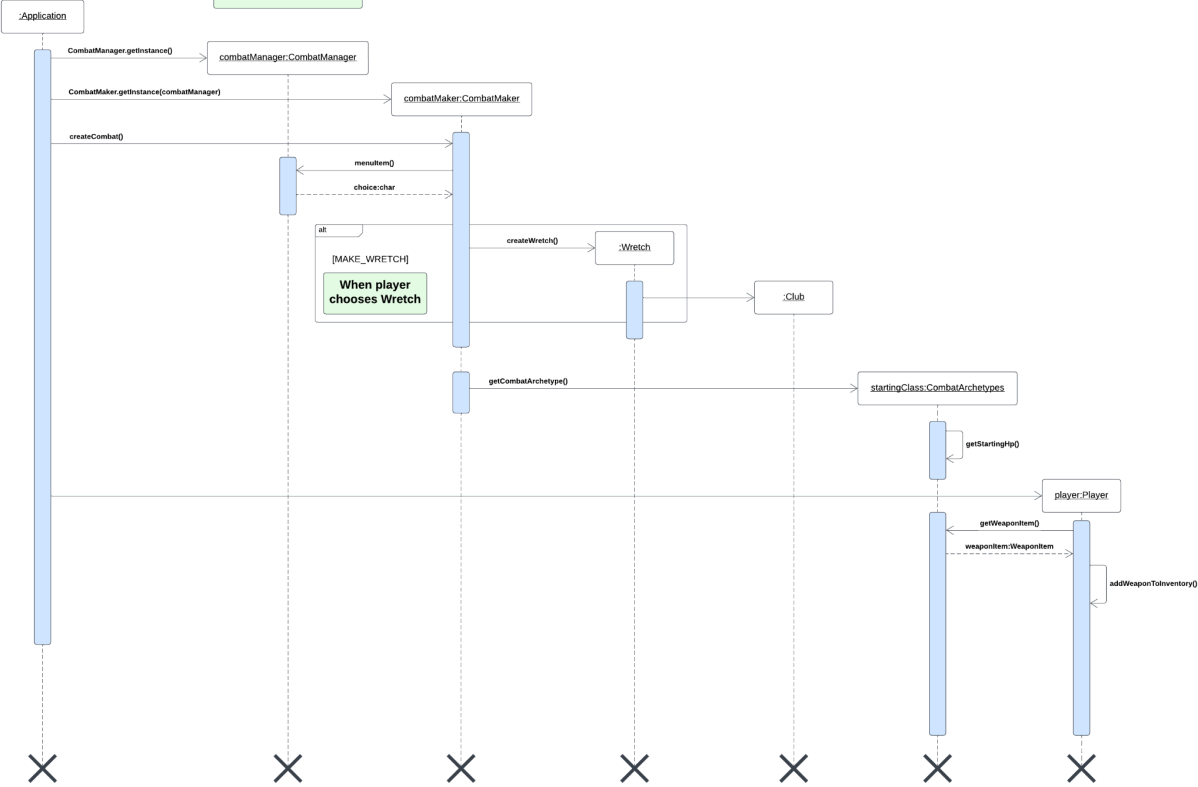 :Application
CombatManager.getInstance()
combatManager:CombatManager
CombatMaker.getInstance(combatManager)
combatMaker:CombatMaker
createCombat()
menuItem()
choice:char
alt
createWretch()
:Wretch
[MAKE_WRETCH]
When player
chooses Wretch
:Club
getCombatArchetype()
startingClass:CombatArchetypes
getStartingHp()
player:Player
getWeaponItem()
weaponItem:WeaponItem
addWeaponToInventory()